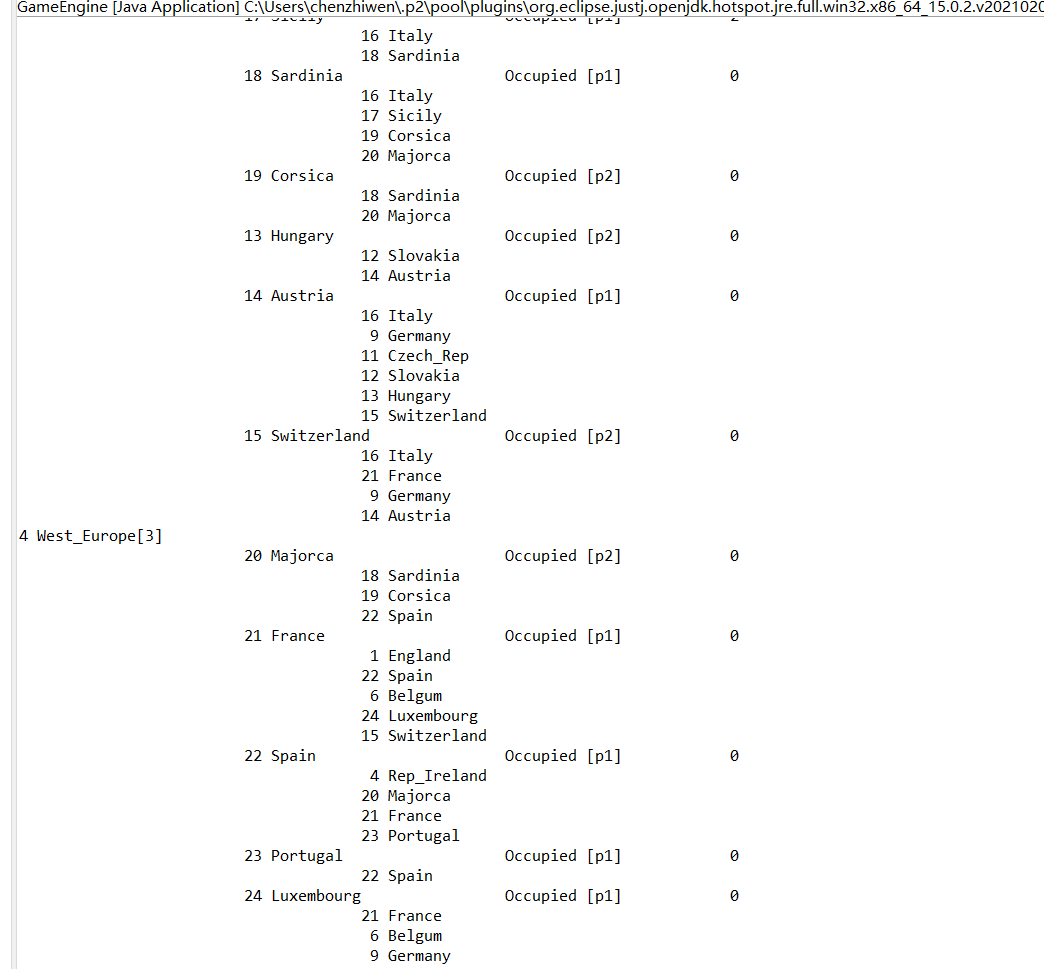 GameEngine [Java Application] C:\Users\chenzhiwen\.p2\pool\plugins\org.eclipse.justj.openjdk.hotspot.jre.full.win32.x86_64_15.0.2.v2021020
17 Sicily Occupied [p1] 2
16 Italy
18 Sardinia
18 Sardinia Occupied [p1] 0
16 Italy
17 Sicily
19 Corsica
20 Majorca
19 Corsica Occupied [p2] 0
18 Sardinia
20 Majorca
13 Hungary Occupied [p2] 0
12 Slovakia
14 Austria
14 Austria Occupied [p1] 0
16 Italy
9 Germany
11 Czech_Rep
12 Slovakia
13 Hungary
15 Switzerland
15 Switzerland Occupied [p2] 0
16 Italy
21 France
9 Germany
14 Austria
4 West_Europe[3]
20 Majorca Occupied [p2] 0
18 Sardinia
19 Corsica
22 Spain
21 France Occupied [p1] 0
1 England
22 Spain
6 Belgum
24 Luxembourg
15 Switzerland
22 Spain Occupied [p1] 0
4 Rep_Ireland
20 Majorca
21 France
23 Portugal
23 Portugal Occupied [p1] 0
22 Spain
24 Luxembourg Occupied [p1] 0
21 France
6 Belgum
9 Germany